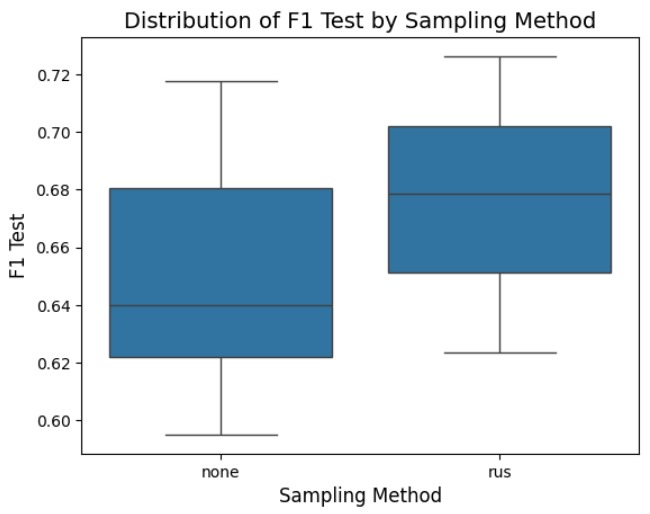 Distribution of F1 Test by Sampling Method
F1 Test
0.72
0.70
0.68
0.66
0.64
0.62
0.60
none rus
Sampling Method